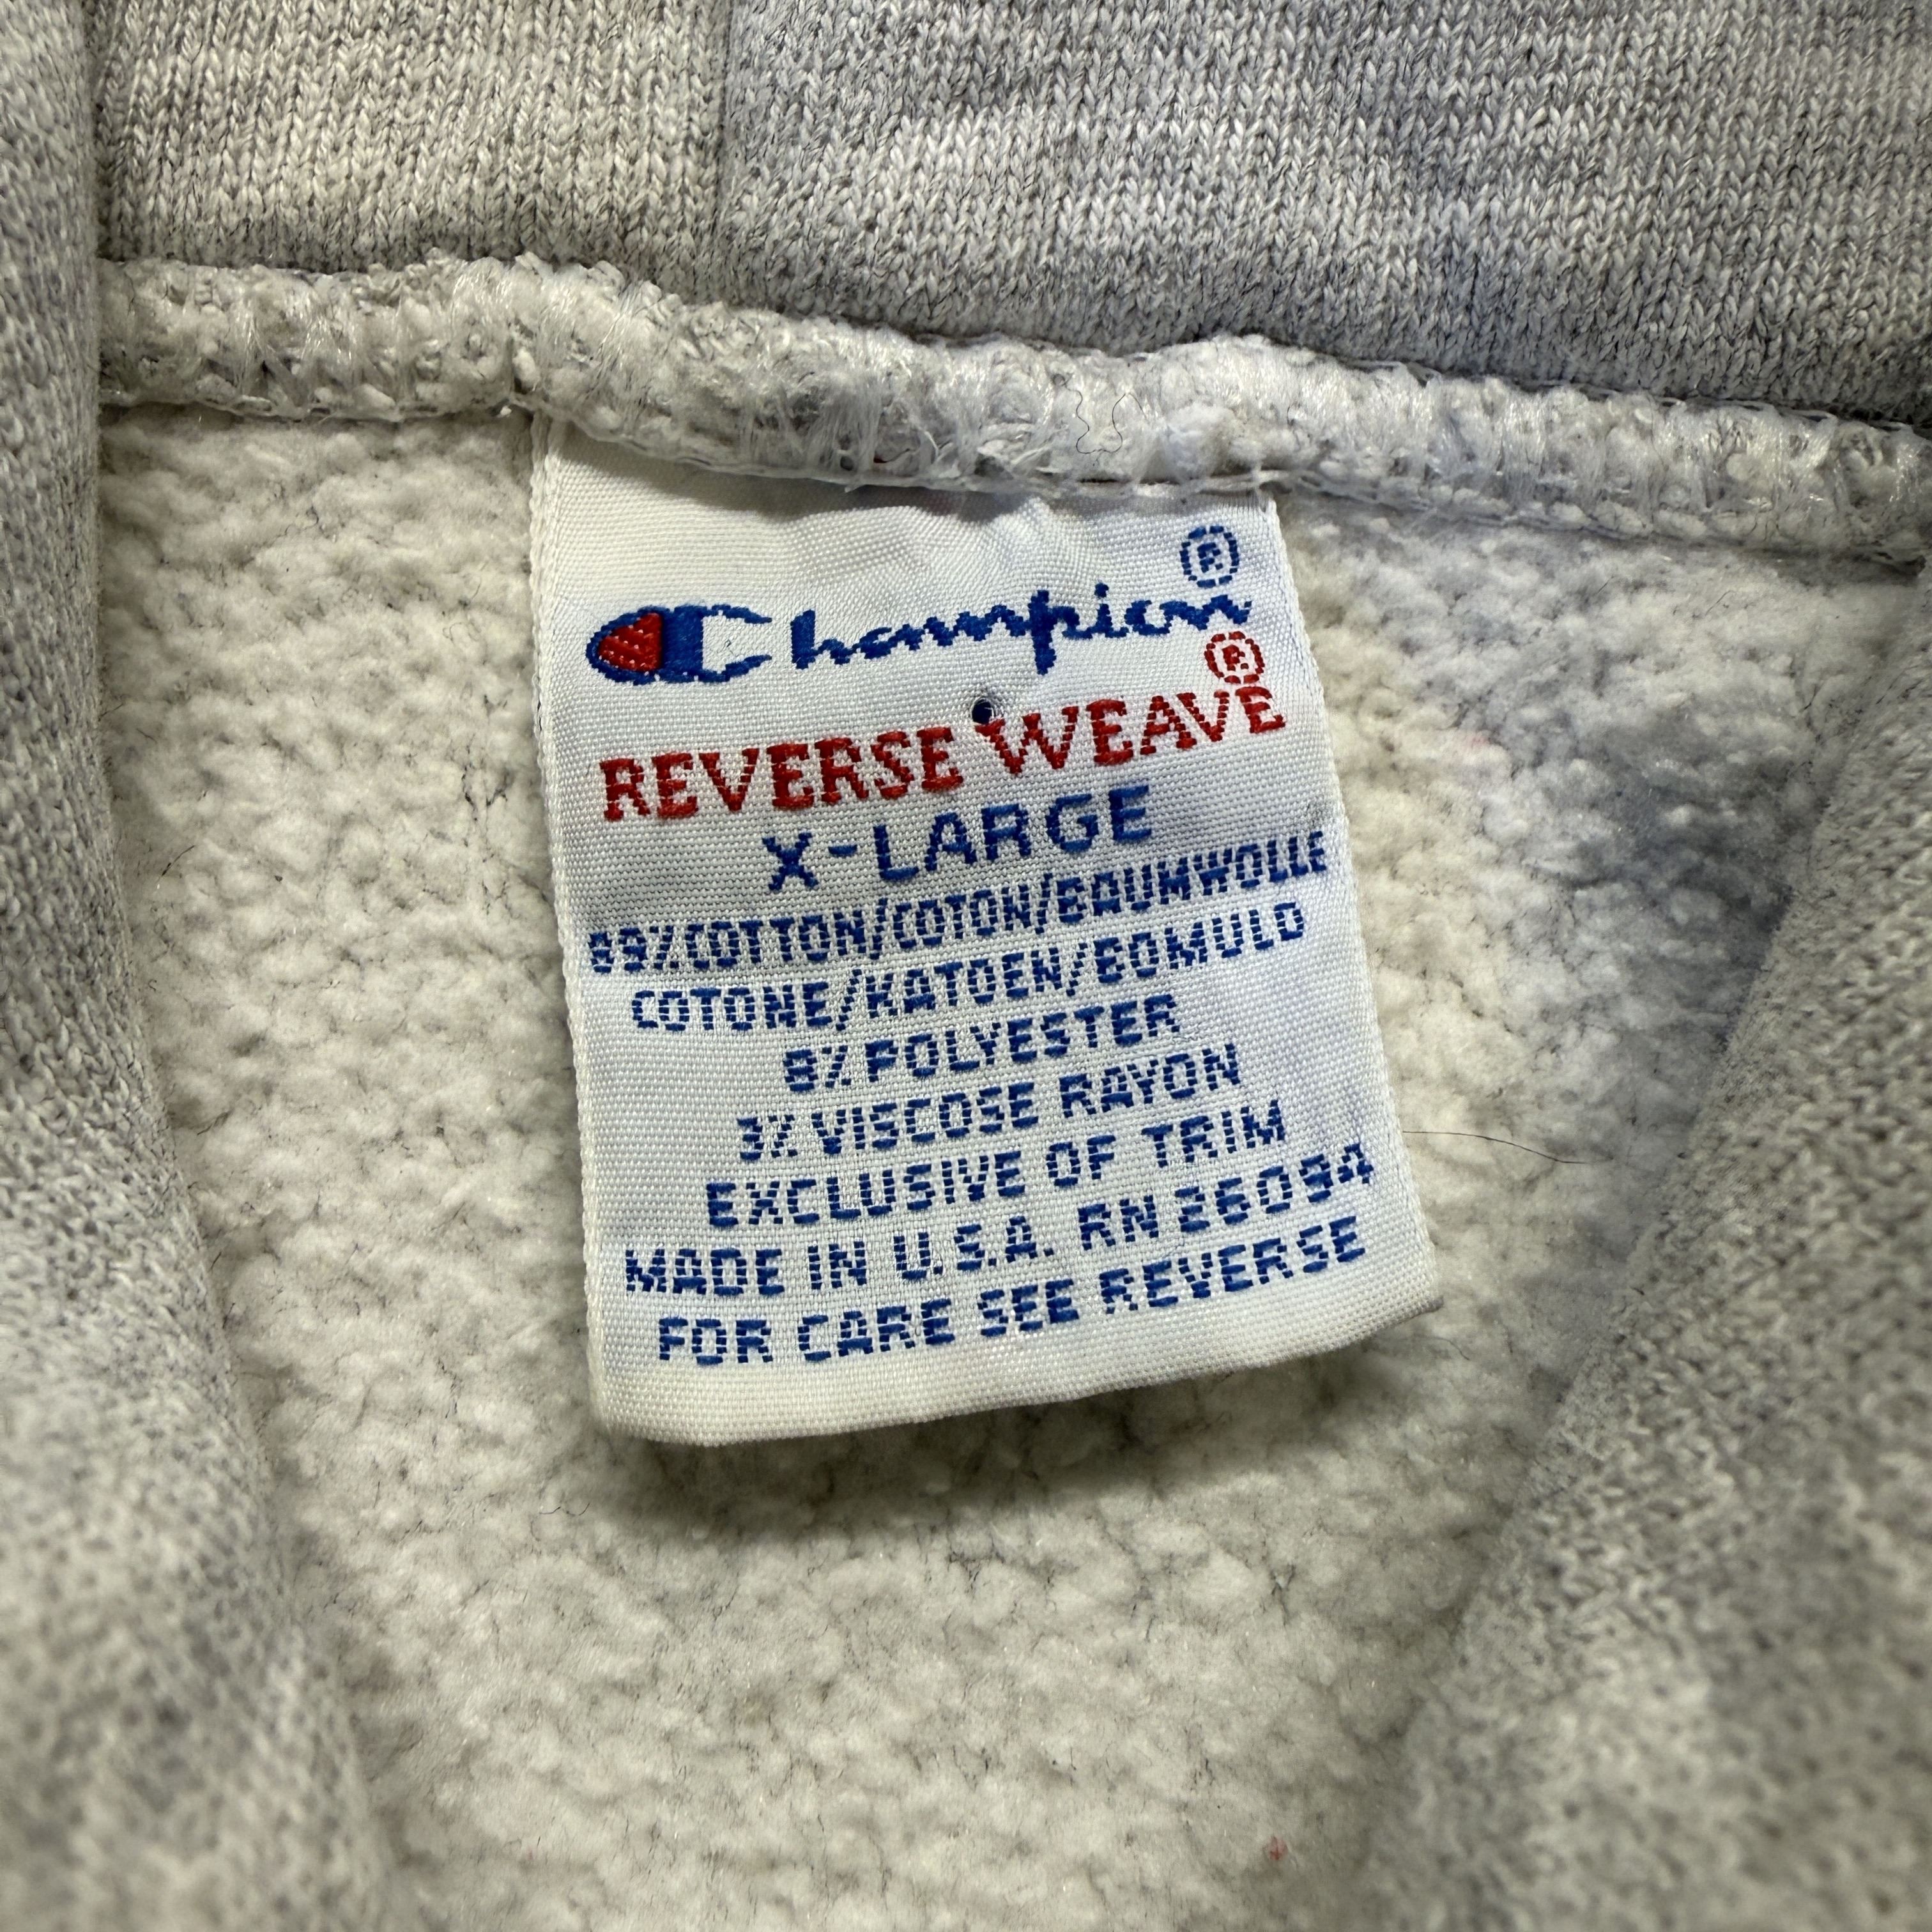 Champion®
REVERSE WEAVE®
X-LARGE
89% COTTON/COTON/BAUMWOLLE
COTONE/KATOEN/BOMULD
8% POLYESTER
3% VISCOSE RAYON
EXCLUSIVE OF TRIM
MADE IN U.S.A. RN 26094
FOR CARE SEE REVERSE